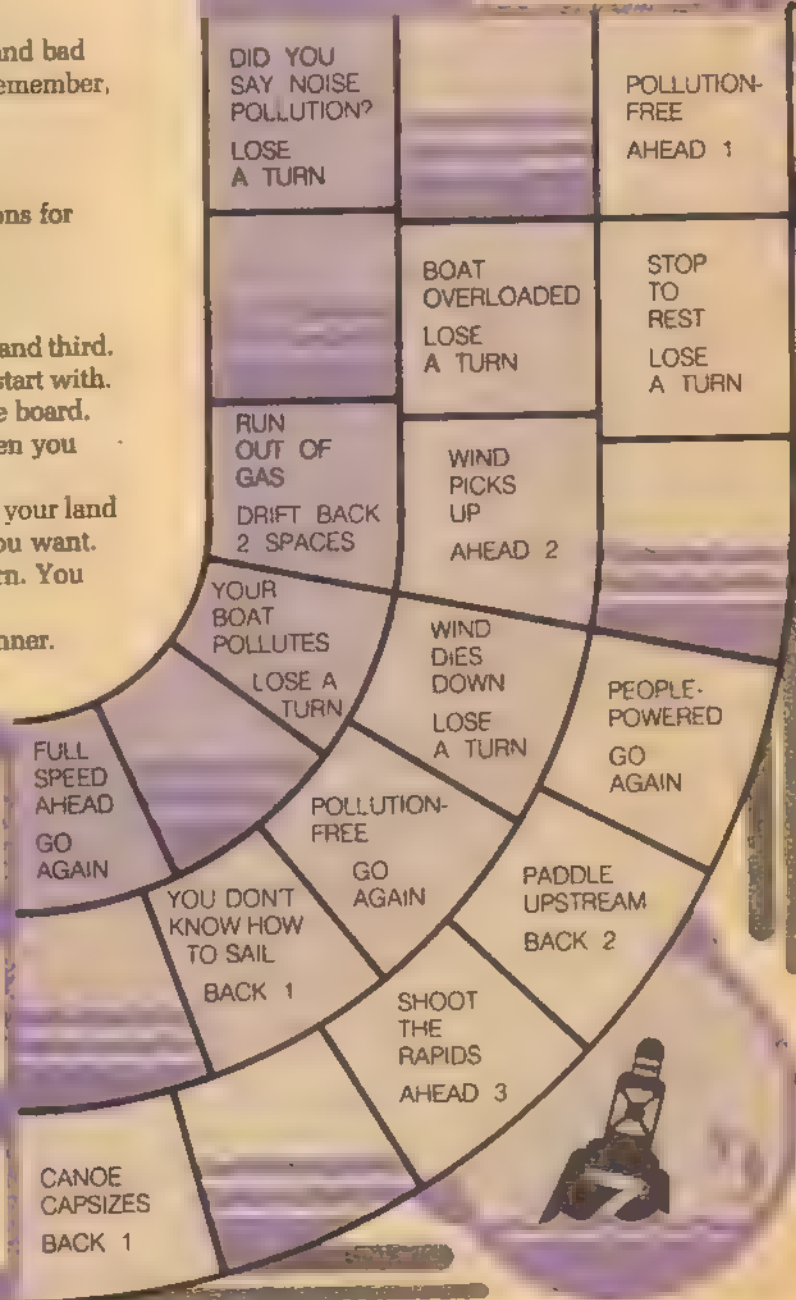 and bad
emember,
ons for
and third.
start with.
e board.
en you
your land
ou want.
rn. You
nner.
DID YOU
SAY NOISE
POLLUTION?
LOSE
A TURN
RUN
OUT OF
GAS
DRIFT BACK
2 SPACES
YOUR
BOAT
POLLUTES
LOSE A
TURN
FULL
SPEED
AHEAD
GO
AGAIN
BOAT
OVERLOADED
LOSE
A TURN
WIND
PICKS
UP
AHEAD 2
WIND
DIES
DOWN
LOSE
A TURN
POLLUTION-
FREE
GO
AGAIN
YOU DON'T
KNOW HOW
TO SAIL
BACK 1
POLLUTION-
FREE
AHEAD 1
STOP
TO
REST
LOSE
A TURN
PEOPLE-
POWERED
GO
AGAIN
PADDLE
UPSTREAM
BACK 2
SHOOT
THE
RAPIDS
AHEAD 3
CANOE
CAPSIZES
BACK 1